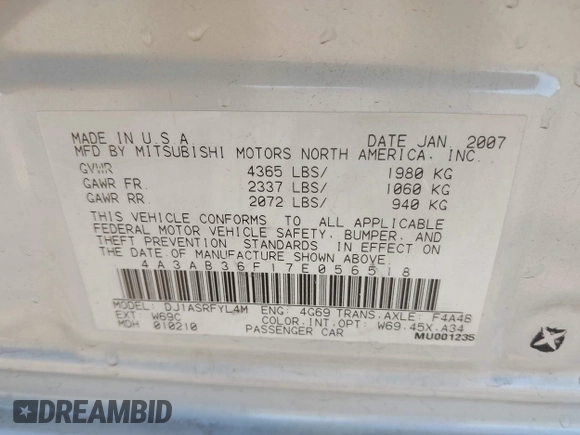 MADE IN U.S.A. DATE JAN. 2007
MFD BY MITSUBISHI MOTORS NORTH AMERICA, INC.
GVWR 4365 LBS/ 1980 KG
GAWR FR. 2337 LBS/ 1060 KG
GAWR RR. 2072 LBS/ 940 KG
THIS VEHICLE CONFORMS TO ALL APPLICABLE
FEDERAL MOTOR VEHICLE SAFETY, BUMPER, AND
THEFT PREVENTION STANDARDS IN EFFECT ON
THE DATE OF MANUFACTURE SHOWN ABOVE.
4A3AB36F17E056518
MODEL: DJ1ASRFYL4M ENG: 4G69 TRANS.AXLE: F4A4B
EXT W69C COLOR.INT.OPT: W69.45X.A34
MDH 010210 PASSENGER CAR
MU001235
DREAMBID